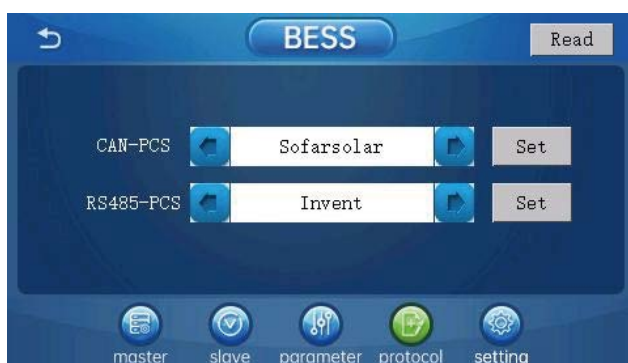 BESS
Read
CAN-PCS Sofarsolar Set
RS485-PCS Invent Set
master slave parameter protocol setting